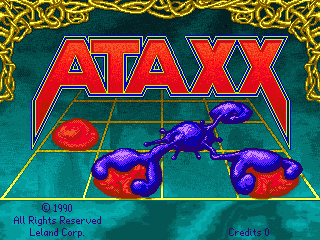 ATAXX
© 1990
All Rights Reserved
Leland Corp.
Credits 0